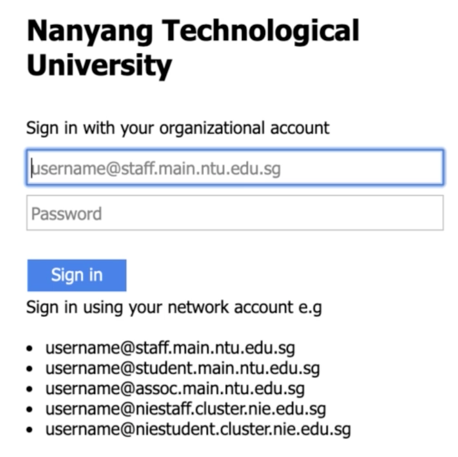 Nanyang Technological
University
Sign in with your organizational account
username@staff.main.ntu.edu.sg
Password
Sign in
Sign in using your network account e.g
• username@staff.main.ntu.edu.sg
• username@student.main.ntu.edu.sg
• username@assoc.main.ntu.edu.sg
• username@niestaff.cluster.nie.edu.sg
• username@niestudent.cluster.nie.edu.sg